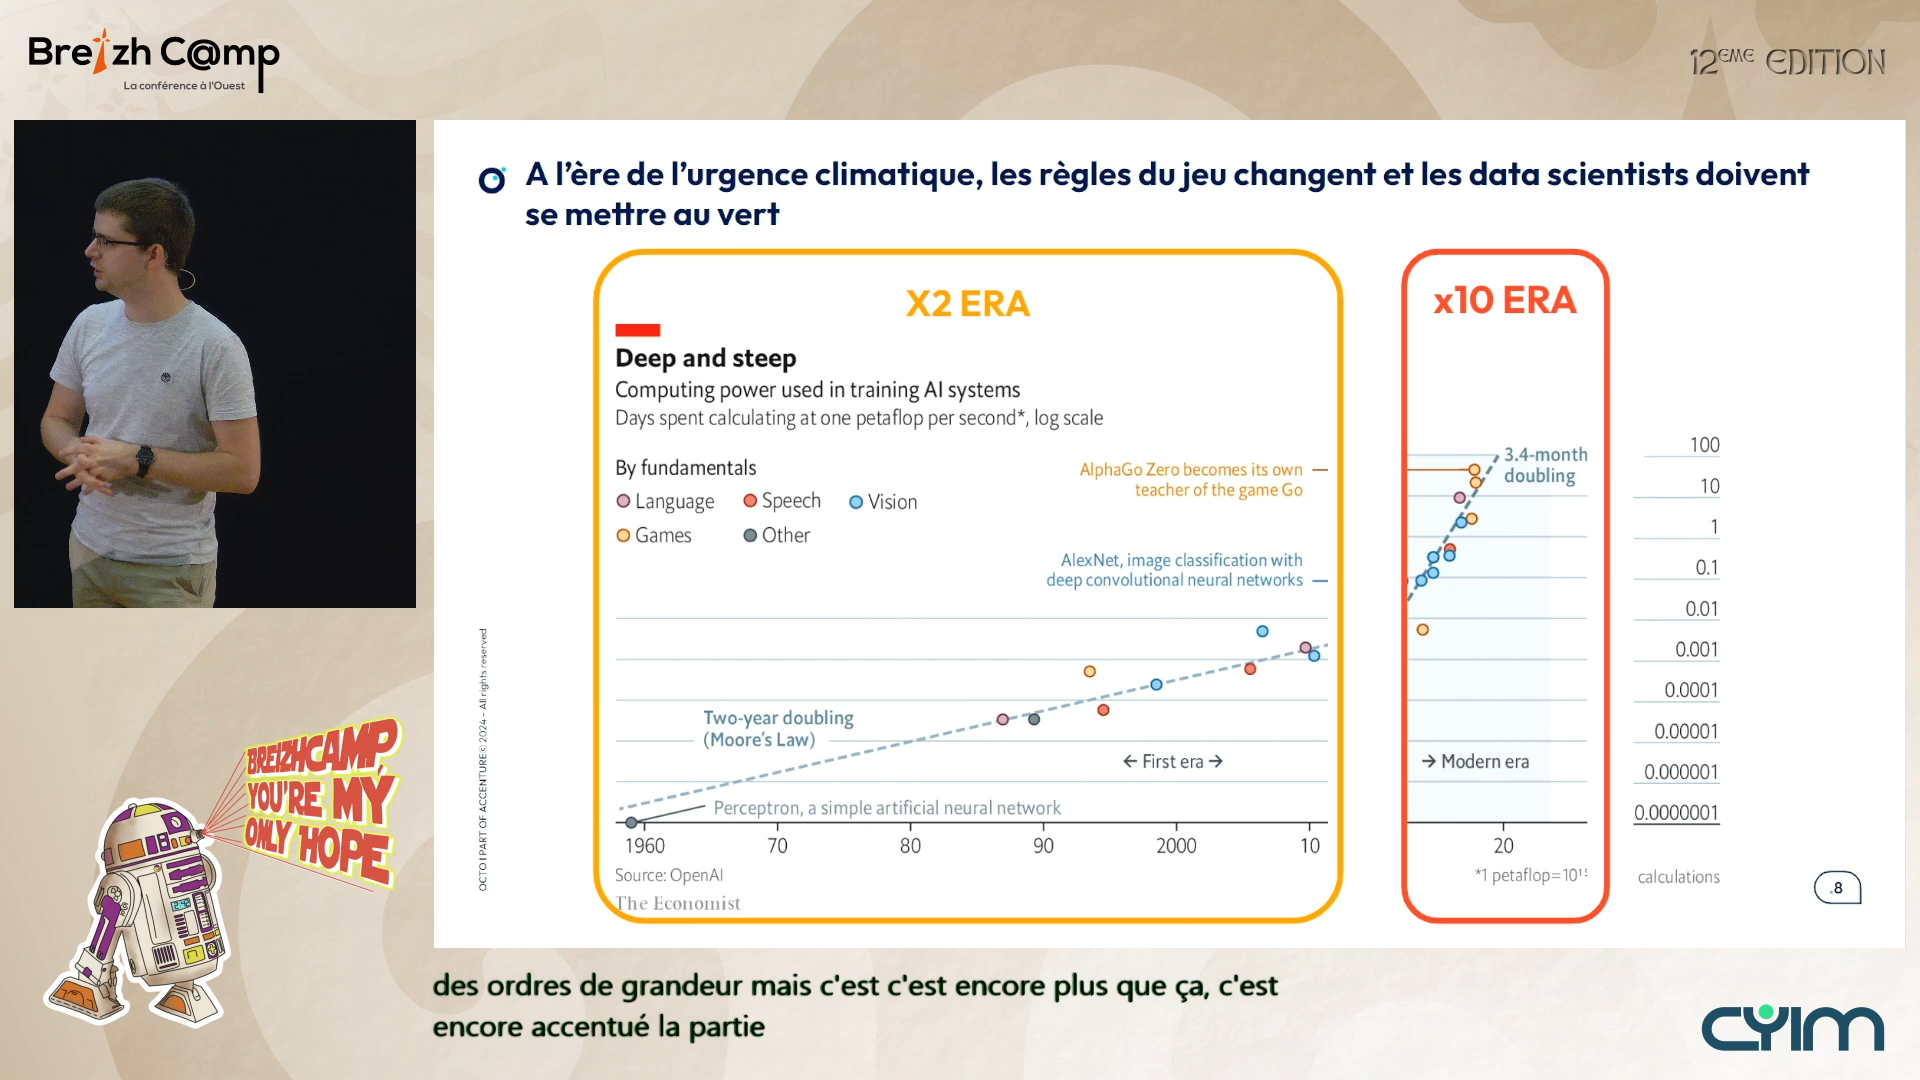 Breizh C@mp
La conférence à l'Ouest
12ÈME EDITION
A l'ère de l'urgence climatique, les règles du jeu changent et les data scientists doivent
se mettre au vert
X2 ERA
x10 ERA
Deep and steep
Computing power used in training AI systems
Days spent calculating at one petaflop per second*, log scale
By fundamentals
Language
Speech
Vision
Games
Other
AlphaGo Zero becomes its own
teacher of the game Go
AlexNet, image classification with
deep convolutional neural networks
3.4-month
doubling
100
10
1
0.1
0.01
0.001
0.0001
0.00001
0.000001
0.0000001
Two-year doubling
(Moore's Law)
← First era →
→ Modern era
Perceptron, a simple artificial neural network
1960
70
80
90
2000
10
20
Source: OpenAI
*1 petaflop=10¹⁵
calculations
The Economist
.8
OCTO I PART OF ACCENTURE © 2024 - All rights reserved
BREIZHCAMP,
YOU'RE MY
ONLY HOPE
des ordres de grandeur mais c'est c'est encore plus que ça, c'est
encore accentué la partie
CYIM